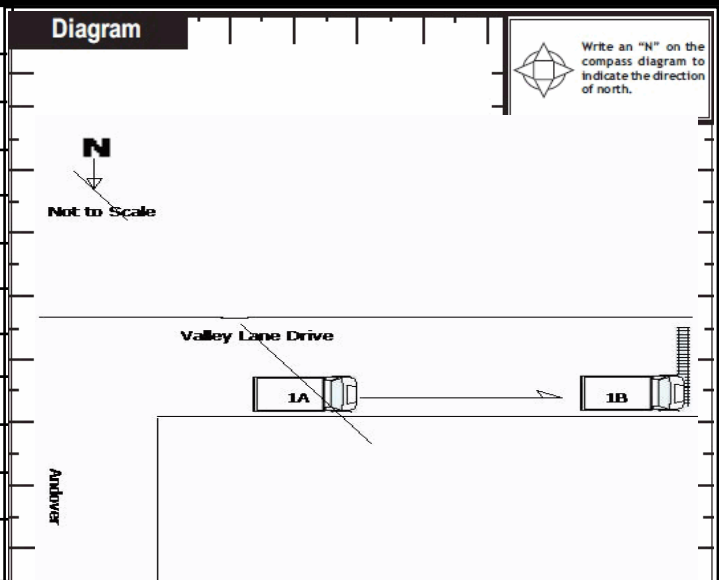 Diagram
Write an “N” on the
compass diagram to
indicate the direction
of north.
N
Not to Scale
Valley Lane Drive
1A
1B
Andover